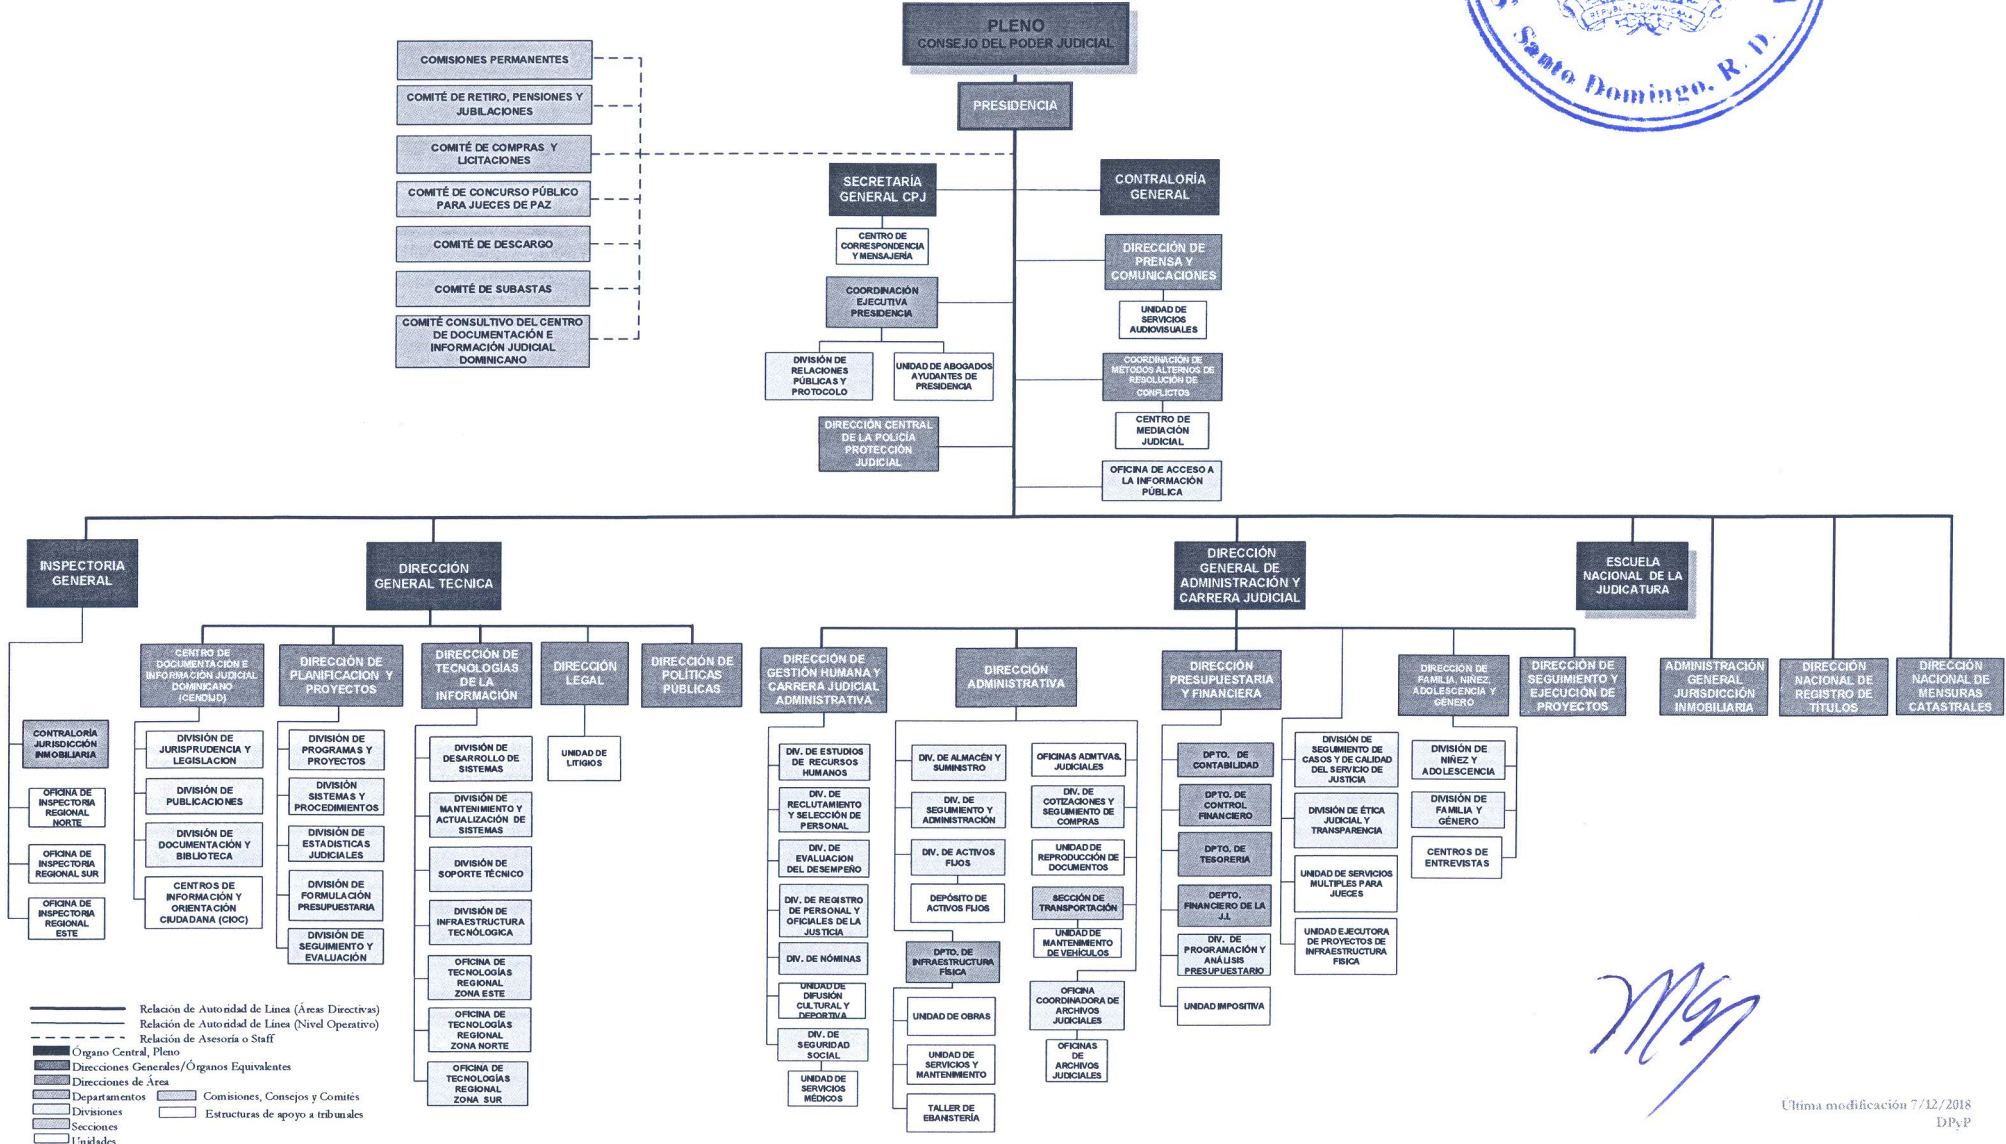 PLENO
CONSEJO DEL PODER JUDICIAL
REPUBLICA DOMINICANA
Santo Domingo, R. D.
PRESIDENCIA
COMISIONES PERMANENTES
COMITÉ DE RETIRO, PENSIONES Y
JUBILACIONES
COMITÉ DE COMPRAS Y
LICITACIONES
COMITÉ DE CONCURSO PÚBLICO
PARA JUECES DE PAZ
COMITÉ DE DESCARGO
COMITÉ DE SUBASTAS
COMITÉ CONSULTIVO DEL CENTRO
DE DOCUMENTACIÓN E
INFORMACIÓN JUDICIAL
DOMINICANO
SECRETARÍA
GENERAL CPJ
CENTRO DE
CORRESPONDENCIA
Y MENSAJERÍA
COORDINACIÓN
EJECUTIVA
PRESIDENCIA
DIVISIÓN DE
RELACIONES
PÚBLICAS Y
PROTOCOLO
UNIDAD DE ABOGADOS
AYUDANTES DE
PRESIDENCIA
DIRECCIÓN CENTRAL
DE LA POLICÍA
PROTECCIÓN
JUDICIAL
CONTRALORÍA
GENERAL
DIRECCIÓN DE
PRENSA Y
COMUNICACIONES
UNIDAD DE
SERVICIOS
AUDIOVISUALES
COORDINACIÓN DE
MÉTODOS ALTERNOS DE
RESOLUCIÓN DE
CONFLICTOS
CENTRO DE
MEDIACIÓN
JUDICIAL
OFICINA DE ACCESO A
LA INFORMACIÓN
PÚBLICA
INSPECTORIA
GENERAL
CONTRALORÍA
JURISDICCIÓN
INMOBILIARIA
OFICINA DE
INSPECTORIA
REGIONAL
NORTE
OFICINA DE
INSPECTORIA
REGIONAL SUR
OFICINA DE
INSPECTORIA
REGIONAL
ESTE
DIRECCIÓN
GENERAL TECNICA
CENTRO DE
DOCUMENTACIÓN E
INFORMACIÓN JUDICIAL
DOMINICANO
(CENDIJD)
DIVISIÓN DE
JURISPRUDENCIA Y
LEGISLACION
DIVISIÓN DE
PUBLICACIONES
DIVISIÓN DE
DOCUMENTACIÓN Y
BIBLIOTECA
CENTROS DE
INFORMACIÓN Y
ORIENTACIÓN
CIUDADANA (CIOC)
DIRECCIÓN DE
PLANIFICACION Y
PROYECTOS
DIVISIÓN DE
PROGRAMAS Y
PROYECTOS
DIVISIÓN
SISTEMAS Y
PROCEDIMIENTOS
DIVISIÓN DE
ESTADISTICAS
JUDICIALES
DIVISIÓN DE
FORMULACIÓN
PRESUPUESTARIA
DIVISIÓN DE
SEGUIMIENTO Y
EVALUACIÓN
DIRECCIÓN DE
TECNOLOGÍAS
DE LA
INFORMACIÓN
DIVISIÓN DE
DESARROLLO DE
SISTEMAS
DIVISIÓN DE
MANTENIMIENTO Y
ACTUALIZACIÓN DE
SISTEMAS
DIVISIÓN DE
SOPORTE TÉCNICO
DIVISIÓN DE
INFRAESTRUCTURA
TECNÓLOGICA
OFICINA DE
TECNOLOGÍAS
REGIONAL
ZONA ESTE
OFICINA DE
TECNOLOGÍAS
REGIONAL
ZONA NORTE
OFICINA DE
TECNOLOGÍAS
REGIONAL
ZONA SUR
DIRECCIÓN
LEGAL
UNIDAD DE
LITIGIOS
DIRECCIÓN DE
POLÍTICAS
PÚBLICAS
DIRECCIÓN
GENERAL DE
ADMINISTRACIÓN Y
CARRERA JUDICIAL
DIRECCIÓN DE
GESTIÓN HUMANA Y
CARRERA JUDICIAL
ADMINISTRATIVA
DIV. DE ESTUDIOS
DE RECURSOS
HUMANOS
DIV. DE
RECLUTAMIENTO
Y SELECCIÓN DE
PERSONAL
DIV. DE
EVALUACION
DEL DESEMPEÑO
DIV. DE REGISTRO
DE PERSONAL Y
OFICIALES DE LA
JUSTICIA
DIV. DE NÓMINAS
UNIDAD DE
DIFUSIÓN
CULTURAL Y
DEPORTIVA
DIV. DE
SEGURIDAD
SOCIAL
UNIDAD DE
SERVICIOS
MÉDICOS
DIRECCIÓN
ADMINISTRATIVA
DIV. DE ALMACÉN Y
SUMINISTRO
DIV. DE
SEGUIMIENTO Y
ADMINISTRACIÓN
DIV. DE ACTIVOS
FIJOS
DEPÓSITO DE
ACTIVOS FIJOS
DPTO. DE
INFRAESTRUCTURA
FÍSICA
UNIDAD DE OBRAS
UNIDAD DE
SERVICIOS Y
MANTENIMIENTO
TALLER DE
EBANISTERÍA
OFICINAS ADMTVAS.
JUDICIALES
DIV. DE
COTIZACIONES Y
SEGUIMIENTO DE
COMPRAS
UNIDAD DE
REPRODUCCIÓN DE
DOCUMENTOS
SECCIÓN DE
TRANSPORTACIÓN
UNIDAD DE
MANTENIMIENTO
DE VEHÍCULOS
OFICINA
COORDINADORA DE
ARCHIVOS
JUDICIALES
OFICINAS
DE
ARCHIVOS
JUDICIALES
DIRECCIÓN
PRESUPUESTARIA
Y FINANCIERA
DPTO. DE
CONTABILIDAD
DPTO. DE
CONTROL
FINANCIERO
DPTO. DE
TESORERIA
DEPTO.
FINANCIERO DE LA
J.I.
DIV. DE
PROGRAMACIÓN Y
ANÁLISIS
PRESUPUESTARIO
UNIDAD IMPOSITIVA
DIVISIÓN DE
SEGUIMIENTO DE
CASOS Y DE CALIDAD
DEL SERVICIO DE
JUSTICIA
DIVISIÓN DE ÉTICA
JUDICIAL Y
TRANSPARENCIA
UNIDAD DE SERVICIOS
MULTIPLES PARA
JUECES
UNIDAD EJECUTORA
DE PROYECTOS DE
INFRAESTRUCTURA
FISICA
DIRECCIÓN DE
FAMILIA, NIÑEZ,
ADOLESCENCIA Y
GÉNERO
DIVISIÓN DE
NIÑEZ Y
ADOLESCENCIA
DIVISIÓN DE
FAMILIA Y
GÉNERO
CENTROS DE
ENTREVISTAS
DIRECCIÓN DE
SEGUIMIENTO Y
EJECUCIÓN DE
PROYECTOS
ESCUELA
NACIONAL DE LA
JUDICATURA
ADMINISTRACIÓN
GENERAL
JURISDICCIÓN
INMOBILIARIA
DIRECCIÓN
NACIONAL DE
REGISTRO DE
TÍTULOS
DIRECCIÓN
NACIONAL DE
MENSURAS
CATASTRALES
Relación de Autoridad de Línea (Áreas Directivas)
Relación de Autoridad de Línea (Nivel Operativo)
Relación de Asesoría o Staff
Órgano Central, Pleno
Direcciones Generales/Órganos Equivalentes
Direcciones de Área
Departamentos
Comisiones, Consejos y Comités
Divisiones
Estructuras de apoyo a tribunales
Secciones
Unidades
Última modificación 7/12/2018
DPyP